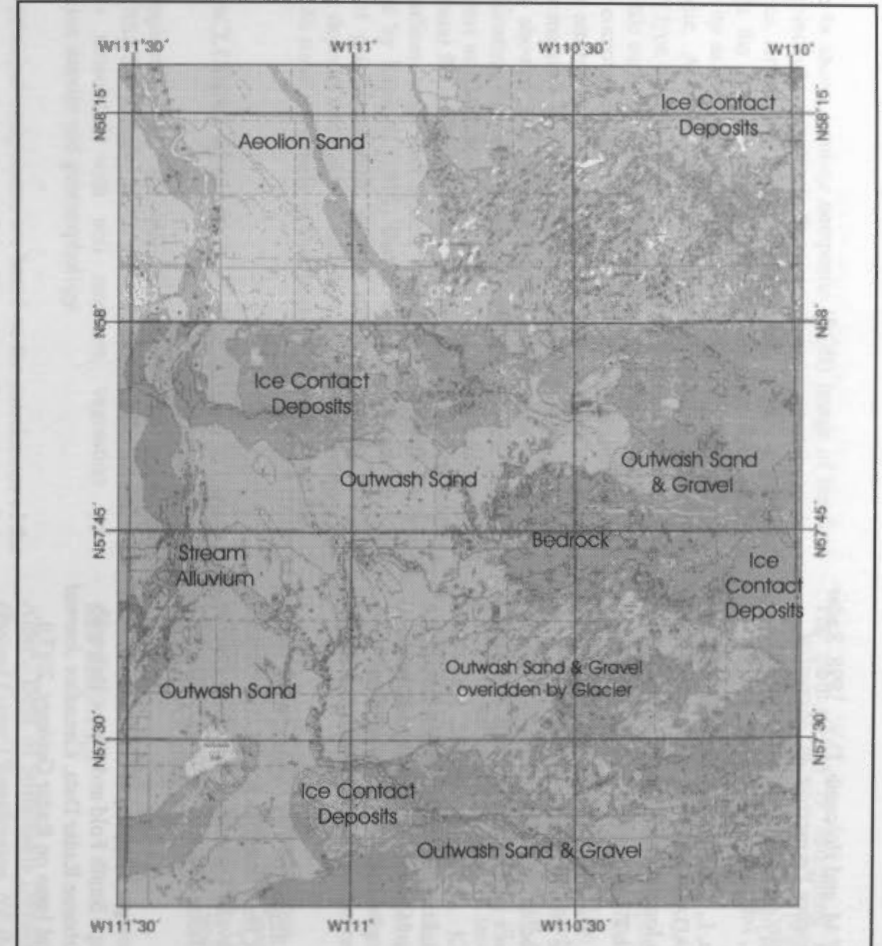 W111˚30'
W111˚
W110˚30'
W110˚
N58˚15'
Aeolion Sand
Ice Contact
Deposits
N58˚15'
N58˚
N58˚
Ice Contact
Deposits
Outwash Sand
Outwash Sand
& Gravel
N57˚45'
N57˚45'
Bedrock
Stream
Alluvium
Ice
Contact
Deposits
Outwash Sand
Outwash Sand & Gravel
overidden by Glacier
N57˚30'
N57˚30'
Ice Contact
Deposits
Outwash Sand & Gravel
W111˚30'
W111˚
W110˚30'